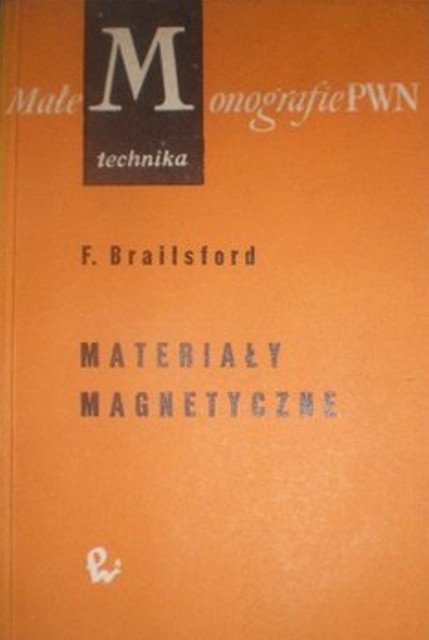 Małe Monografie PWN
technika
F. Brailsford
MATERIAŁY
MAGNETYCZNE